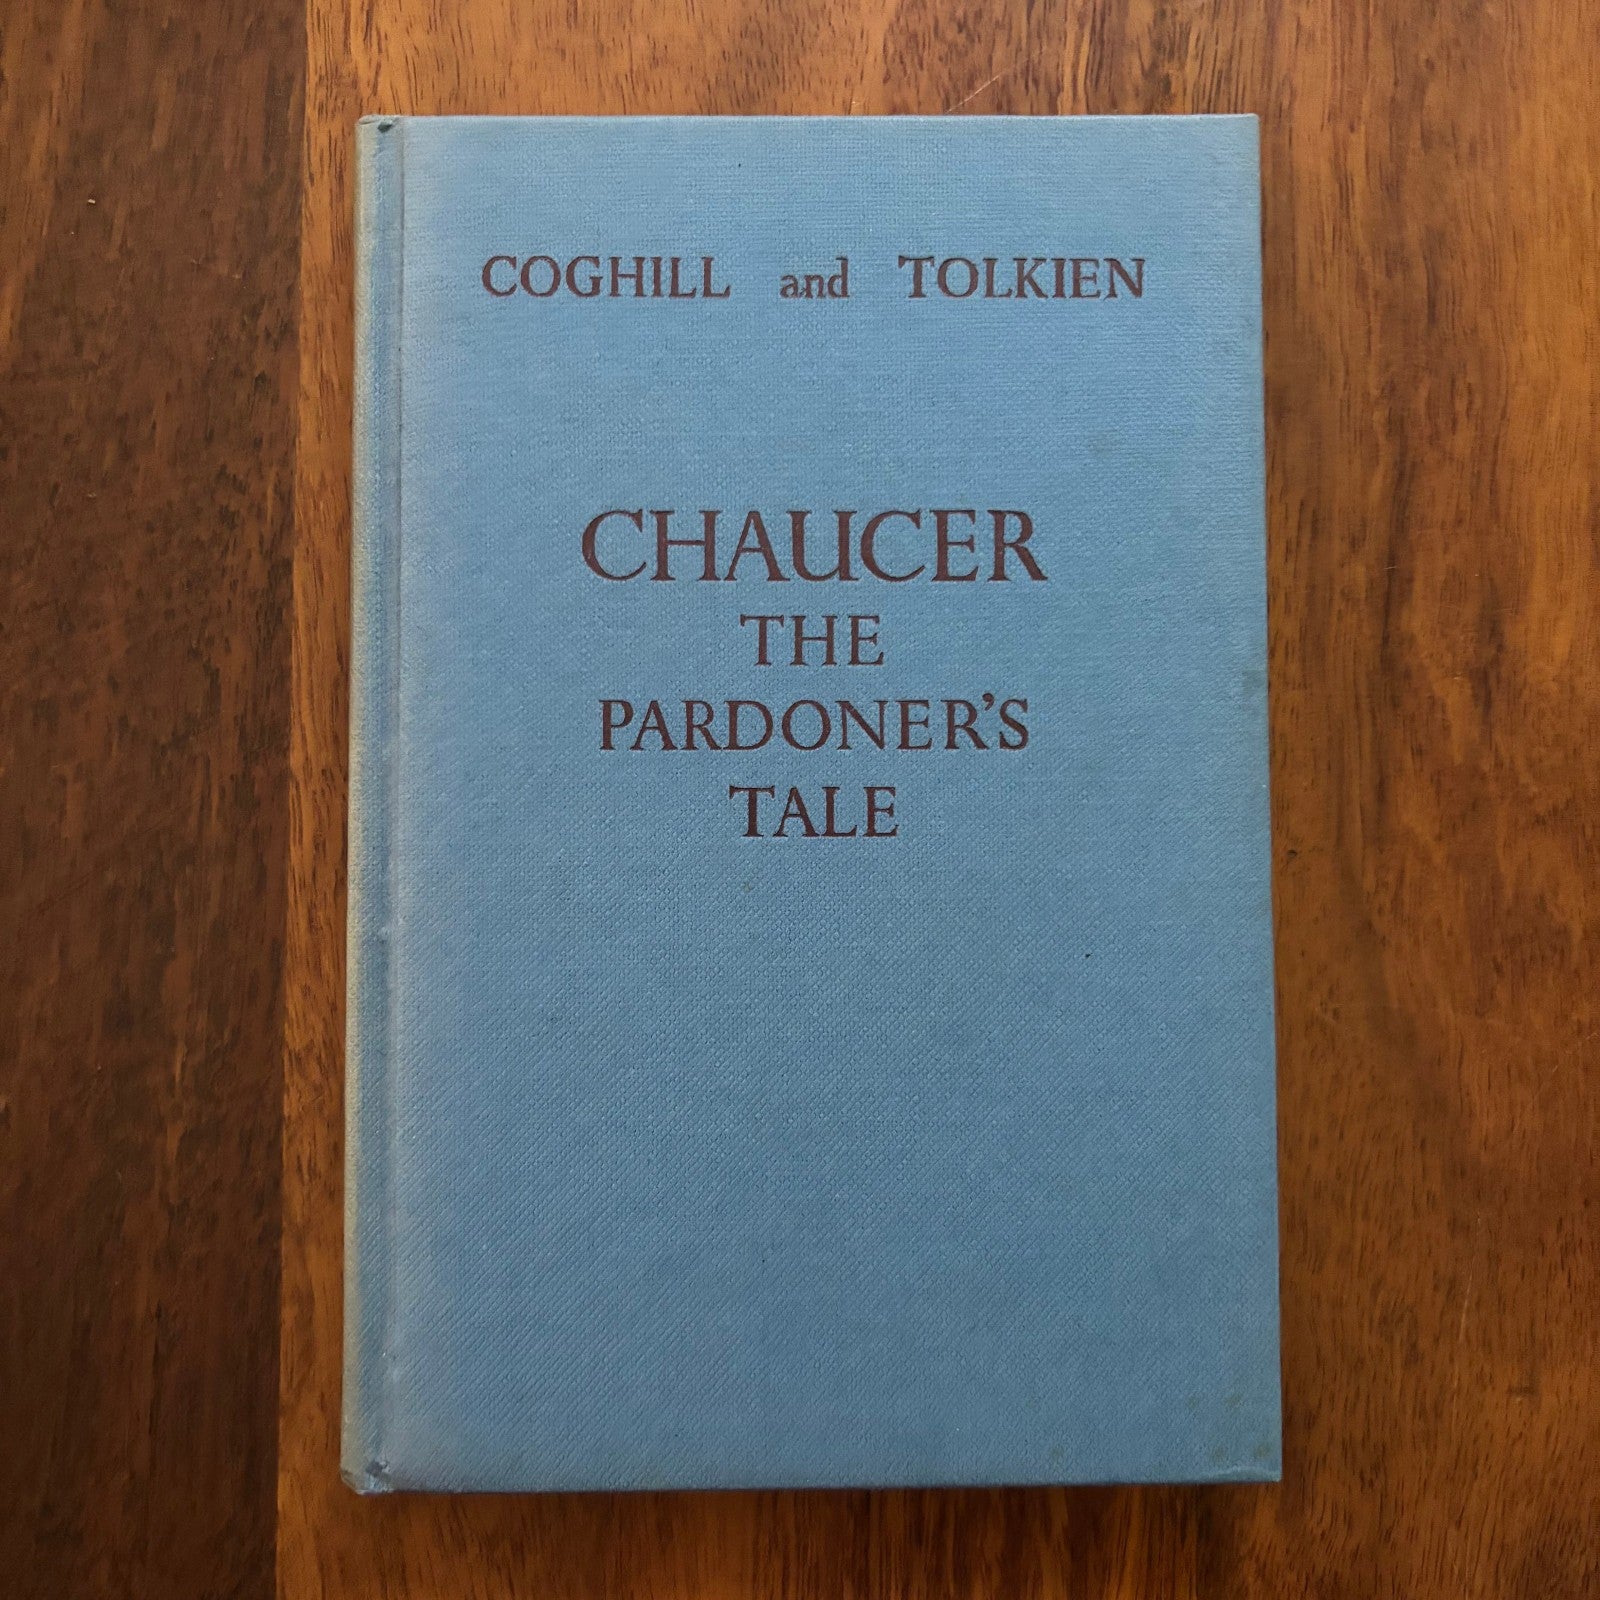 COGHILL and TOLKIEN
CHAUCER
THE
PARDONER'S
TALE